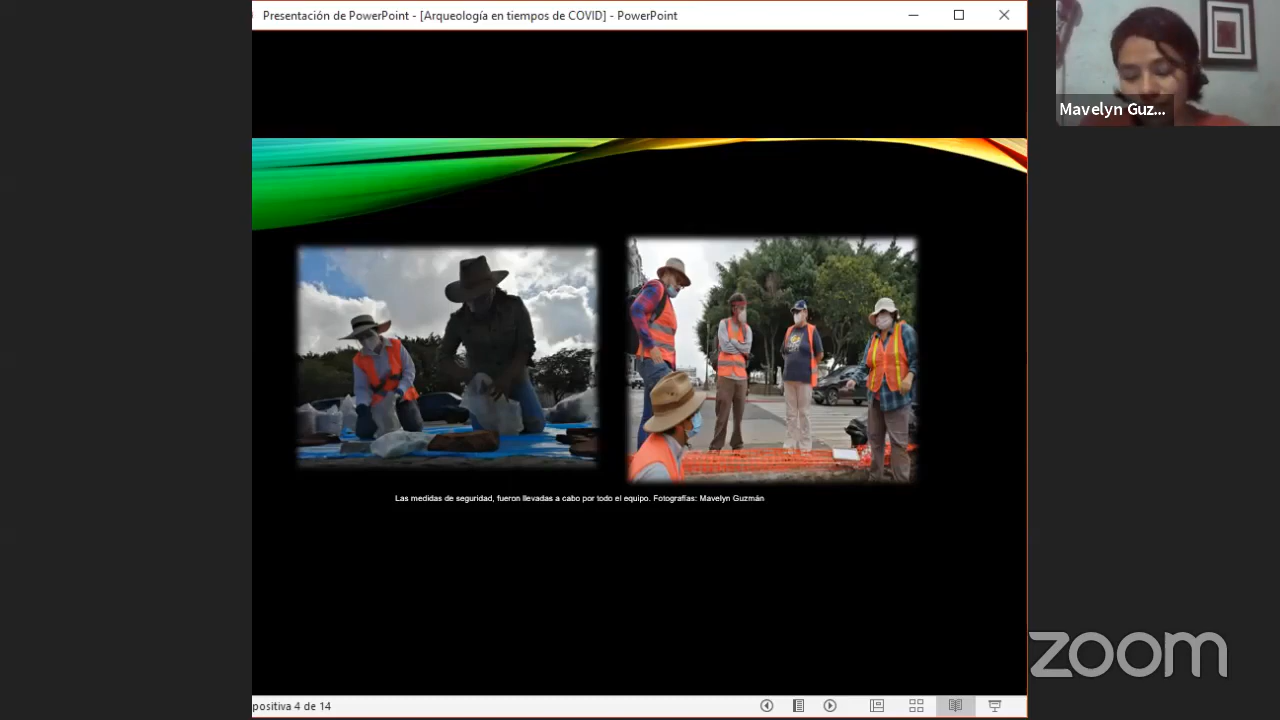 Presentación de PowerPoint - [Arqueología en tiempos de COVID] - PowerPoint
Mavelyn Guz...
Las medidas de seguridad, fueron llevadas a cabo por todo el equipo. Fotografías: Mavelyn Guzmán
zoom
positiva 4 de 14